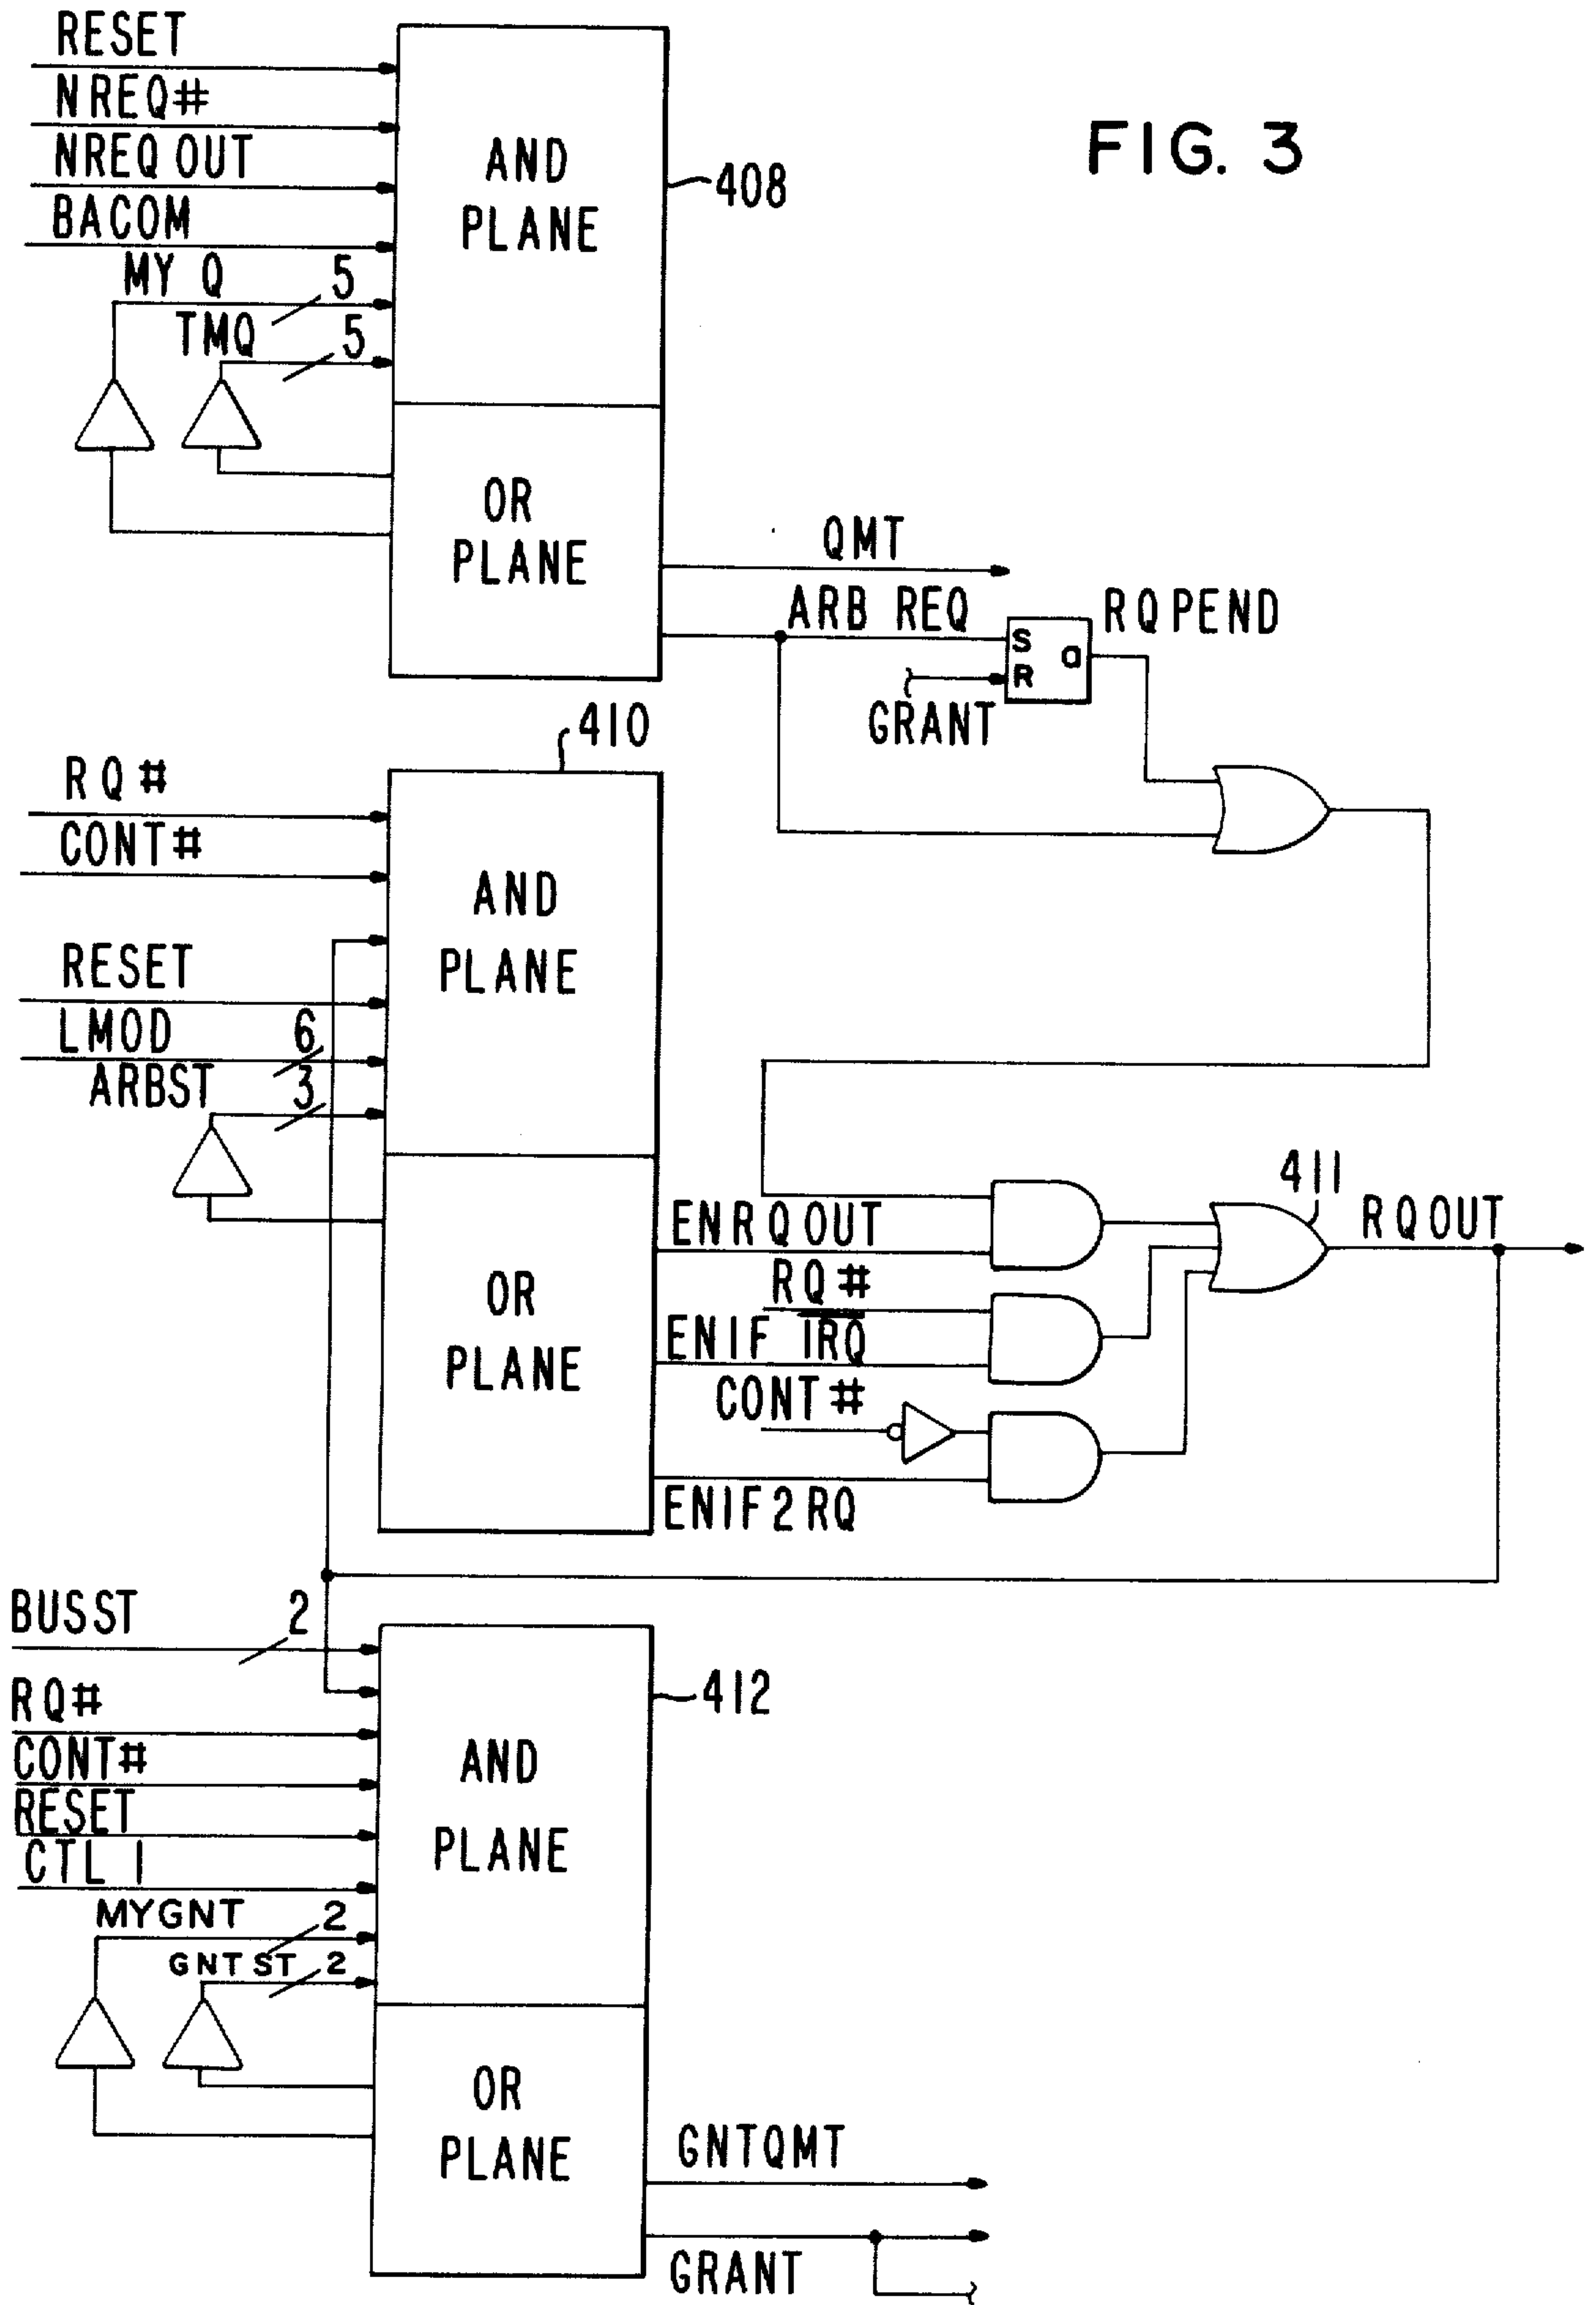 RESET
NREQ#
NREQ OUT
BACOM
MY Q 5
TMQ 5
AND
PLANE
408
FIG. 3
OR
PLANE
QMT
ARB REQ
S
R
Q
RQPEND
GRANT
410
RQ#
CONT#
RESET
LMOD 6
ARBST 3
AND
PLANE
OR
PLANE
ENRQOUT
RQ#
ENIF IRQ
CONT#
ENIF2RQ
411
RQOUT
BUSST 2
RQ#
CONT#
RESET
CTL 1
MYGNT 2
GNTST 2
AND
PLANE
412
OR
PLANE
GNTQMT
GRANT